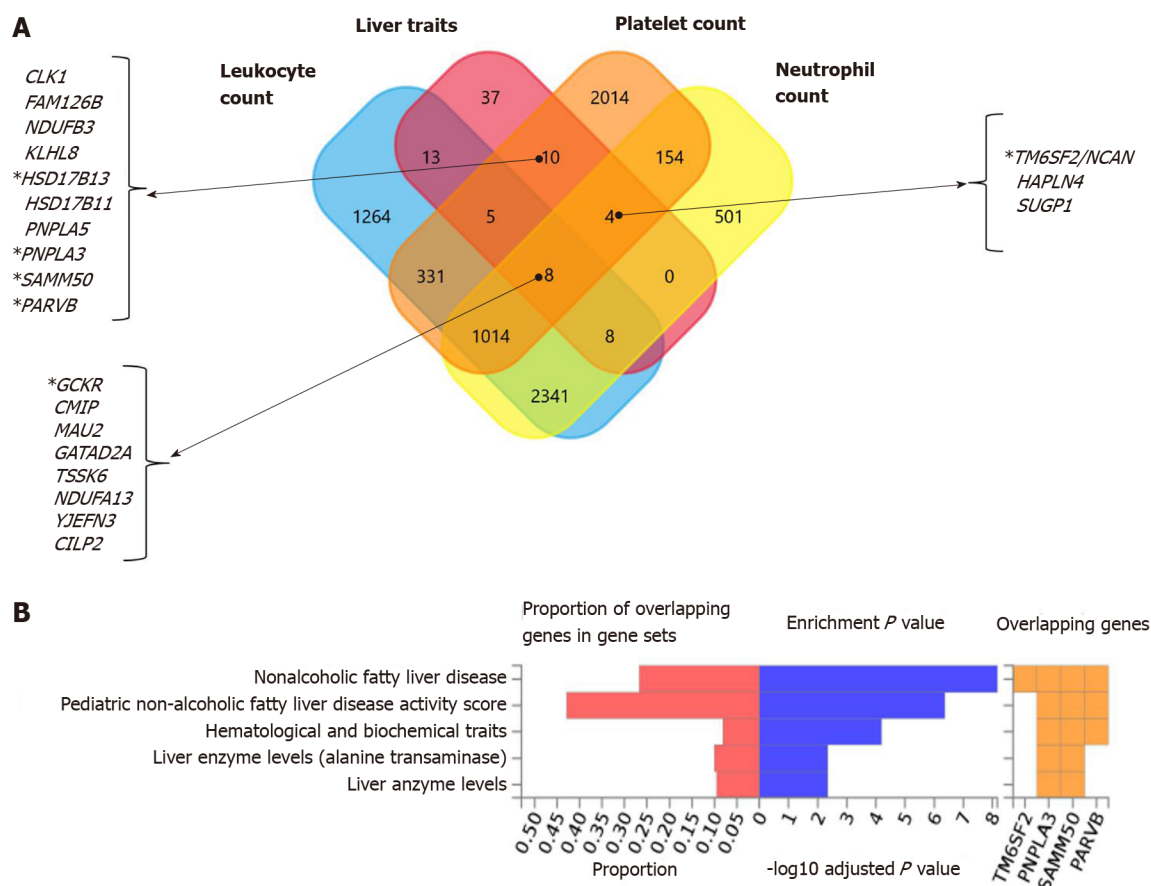 A
Liver traits
Platelet count
Leukocyte
count
Neutrophil
count
CLK1
FAM126B
NDUFB3
KLHL8
*HSD17B13
HSD17B11
PNPLA5
*PNPLA3
*SAMM50
*PARVB
37
2014
13
10
154
1264
5
4
501
331
8
0
1014
8
2341
*TM6SF2/NCAN
HAPLN4
SUGP1
*GCKR
CMIP
MAU2
GATAD2A
TSSK6
NDUFA13
YJEFN3
CILP2
B
Proportion of overlapping
genes in gene sets
Enrichment P value
Overlapping genes
Nonalcoholic fatty liver disease
Pediatric non-alcoholic fatty liver disease activity score
Hematological and biochemical traits
Liver enzyme levels (alanine transaminase)
Liver anzyme levels
0.50 0.45 0.40 0.35 0.30 0.25 0.20 0.15 0.10 0.05 0 1 2 3 4 5 6 7 8
TM6SF2 PNPLA3 SAMM50 PARVB
Proportion
-log10 adjusted P value